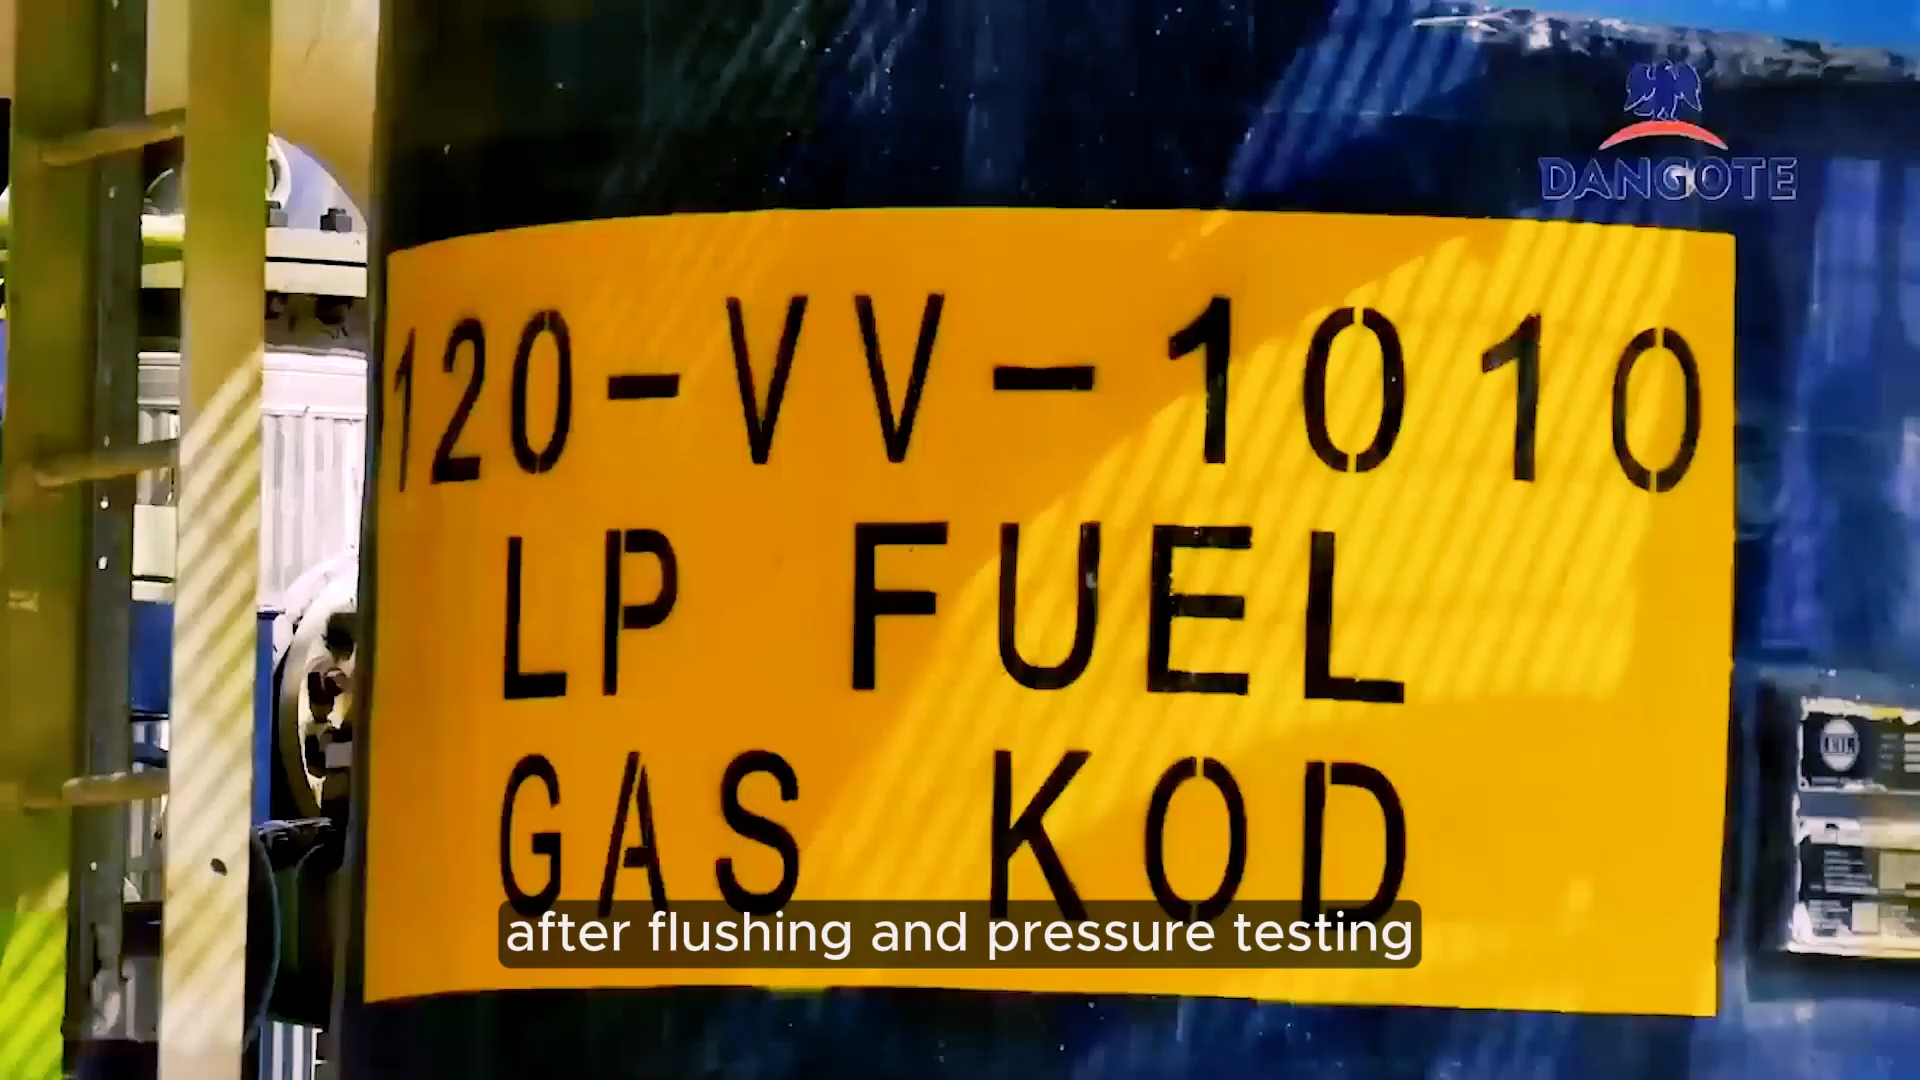 DANGOTE
120-VV-1010
LP FUEL
GAS KOD
after flushing and pressure testing